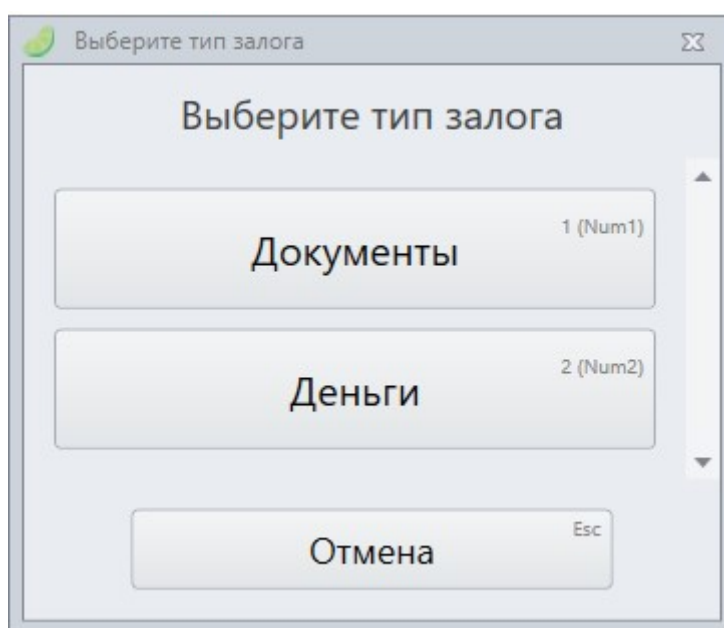 Выберите тип залога
Выберите тип залога
1 (Num1)
Документы
2 (Num2)
Деньги
Esc
Отмена